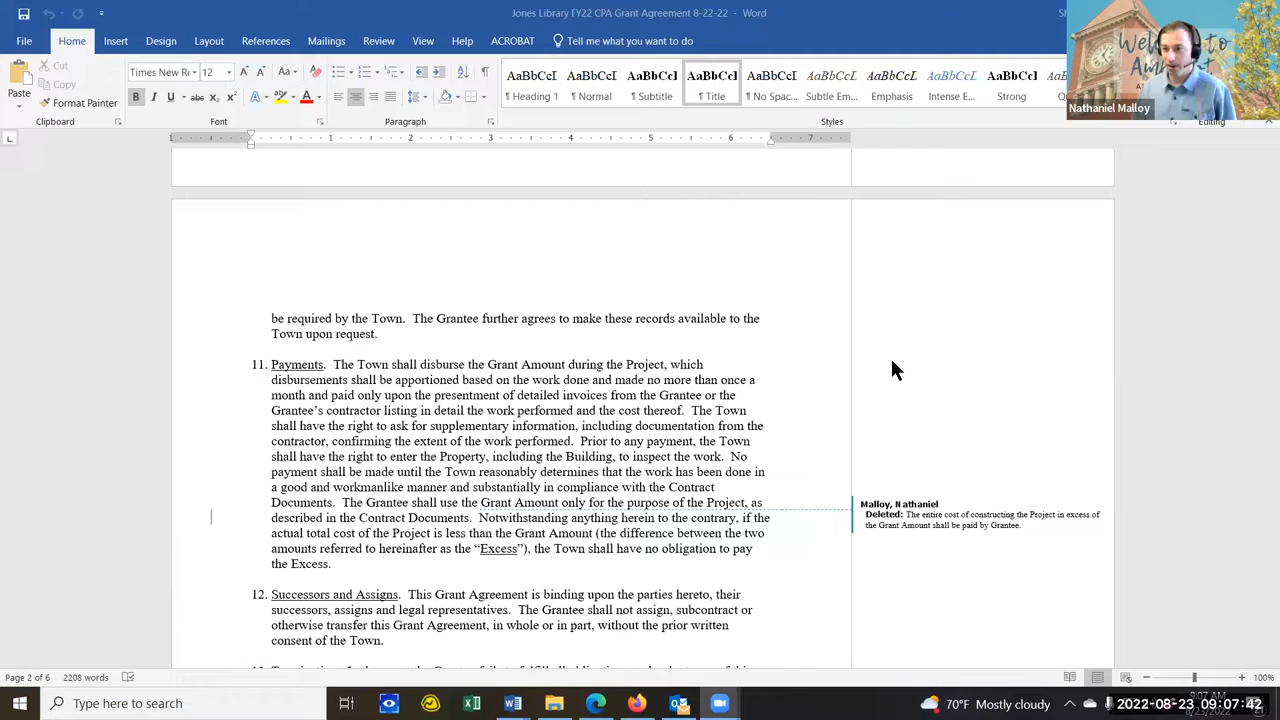 Jones Library FY22 CPA Grant Agreement 8-22-22 - Word
File Home Insert Design Layout References Mailings Review View Help ACROBAT Tell me what you want to do
Nathaniel Malloy
Paste
Cut
Copy
Format Painter
Clipboard
Times New Ro 12
Font
Paragraph
AaBbCcI AaBbCcI AaBbCcI AaBbCcI AaBbCcI AaBbCcI AaBbCcI AaBbCcI AaBbCcI
Heading 1 ¶ Normal ¶ Subtitle ¶ Title ¶ No Spac... Subtle Em... Emphasis Intense E... Strong
Styles
Editing
be required by the Town. The Grantee further agrees to make these records available to the
Town upon request.
11. Payments. The Town shall disburse the Grant Amount during the Project, which
disbursements shall be apportioned based on the work done and made no more than once a
month and paid only upon the presentment of detailed invoices from the Grantee or the
Grantee's contractor listing in detail the work performed and the cost thereof. The Town
shall have the right to ask for supplementary information, including documentation from the
contractor, confirming the extent of the work performed. Prior to any payment, the Town
shall have the right to enter the Property, including the Building, to inspect the work. No
payment shall be made until the Town reasonably determines that the work has been done in
a good and workmanlike manner and substantially in compliance with the Contract
Documents. The Grantee shall use the Grant Amount only for the purpose of the Project, as
described in the Contract Documents. Notwithstanding anything herein to the contrary, if the
actual total cost of the Project is less than the Grant Amount (the difference between the two
amounts referred to hereinafter as the “Excess”), the Town shall have no obligation to pay
the Excess.
Malloy, Nathaniel
Deleted: The entire cost of constructing the Project in excess of
the Grant Amount shall be paid by Grantee.
12. Successors and Assigns. This Grant Agreement is binding upon the parties hereto, their
successors, assigns and legal representatives. The Grantee shall not assign, subcontract or
otherwise transfer this Grant Agreement, in whole or in part, without the prior written
consent of the Town.
Page 2 of 6 2208 words
100%
Type here to search
70°F Mostly cloudy
2022-08-23 09:07:42